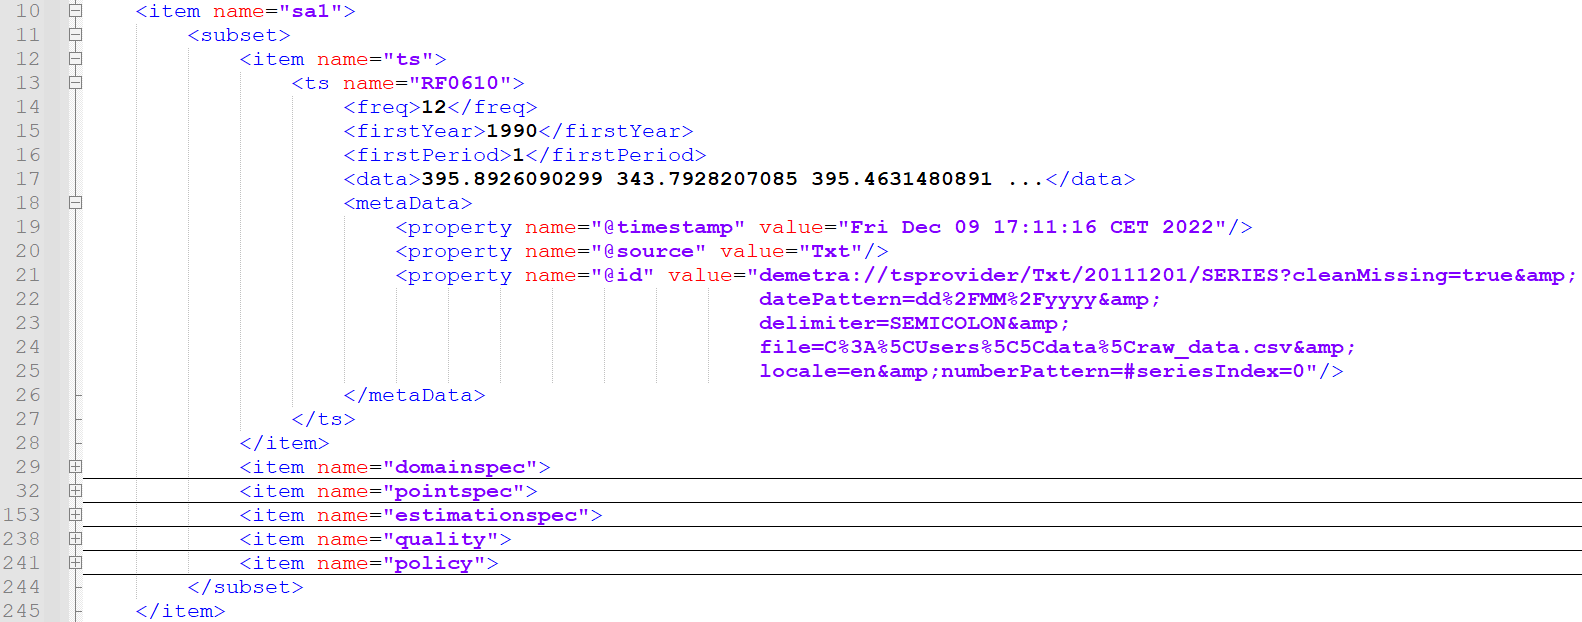 10 <item name="sa1">
11 <subset>
12 <item name="ts">
13 <ts name="RF0610">
14 <freq>12</freq>
15 <firstYear>1990</firstYear>
16 <firstPeriod>1</firstPeriod>
17 <data>395.8926090299 343.7928207085 395.4631480891 ...</data>
18 <metaData>
19 <property name="@timestamp" value="Fri Dec 09 17:11:16 CET 2022"/>
20 <property name="@source" value="Txt"/>
21 <property name="@id" value="demetra://tsprovider/Txt/20111201/SERIES?cleanMissing=true&amp;
22 datePattern=dd%2FMM%2Fyyyy&amp;
23 delimiter=SEMICOLON&amp;
24 file=C%3A%5CUsers%5C5Cdata%5Craw_data.csv&amp;
25 locale=en&amp;numberPattern=#seriesIndex=0"/>
26 </metaData>
27 </ts>
28 </item>
29 <item name="domainspec">
32 <item name="pointspec">
153 <item name="estimationspec">
238 <item name="quality">
241 <item name="policy">
244 </subset>
245 </item>